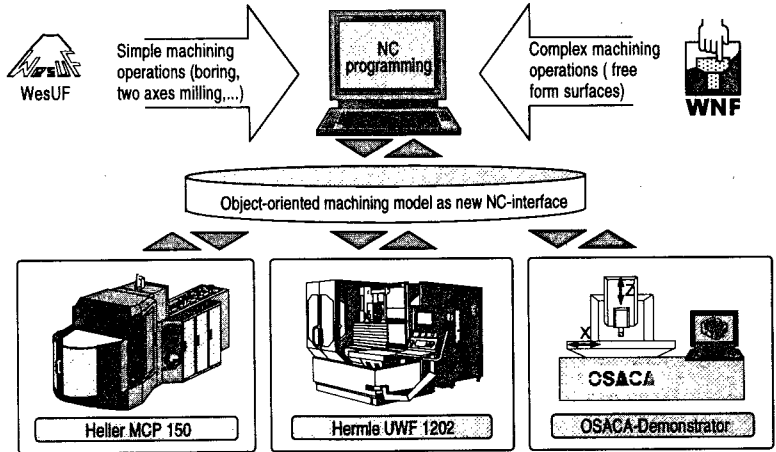 WesUF
WesUF
Simple machining
operations (boring,
two axes milling,...)
NC
programming
Complex machining
operations ( free
form surfaces)
WNF
Object-oriented machining model as new NC-interface
Heller MCP 150
Hermle UWF 1202
Z
X
OSACA
OSACA-Demonstrator